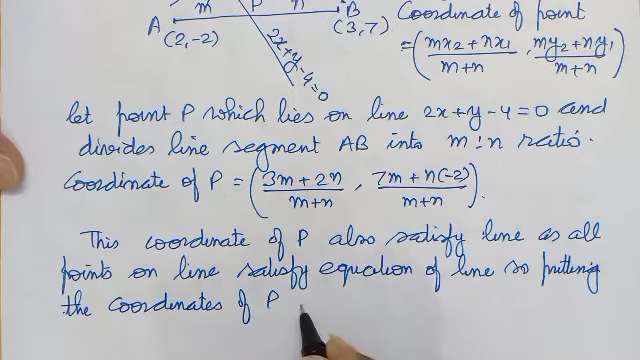 m P n
A B Coordinate of point
(2,-2) (3,7)
= (mx₂ + nx₁ / m+n , my₂ + ny₁ / m+n)
2x+y-4=0
let point P which lies on line 2x+y-4=0 and
divides line segment AB into m:n ratio.
Coordinate of P = (3m+2n / m+n , 7m+n(-2) / m+n).
This coordinate of P also satisfy line as all
points on line satisfy equation of line so putting
the coordinates of P